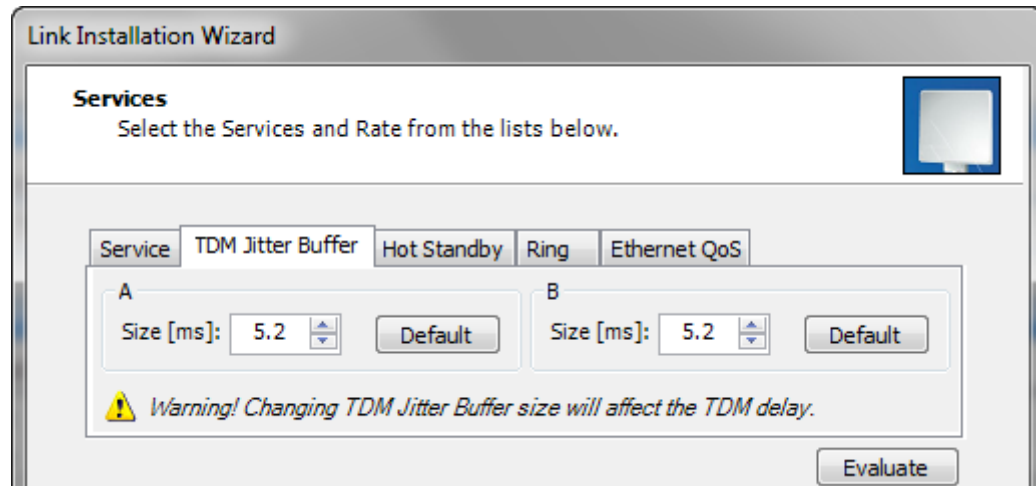 Link Installation Wizard
Services
Select the Services and Rate from the lists below.
Service TDM Jitter Buffer Hot Standby Ring Ethernet QoS
A B
Size [ms]: 5.2 Default Size [ms]: 5.2 Default
Warning! Changing TDM Jitter Buffer size will affect the TDM delay.
Evaluate